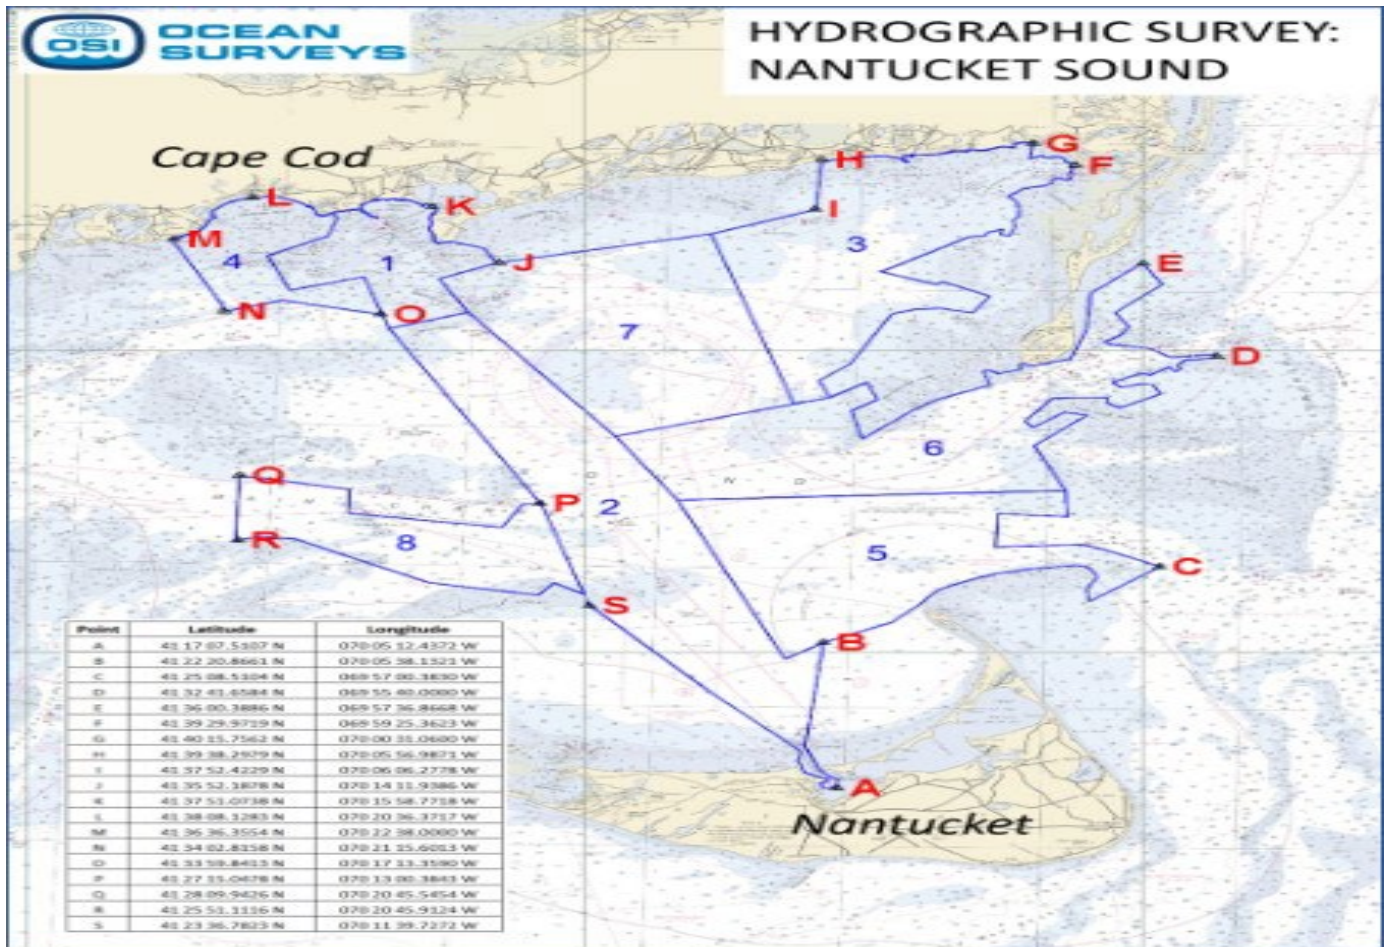 OSI OCEAN
SURVEYS
HYDROGRAPHIC SURVEY:
NANTUCKET SOUND
Cape Cod
G
H
F
L
K
I
M
3
4
1
J
E
N
O
7
D
6
Q
P
2
R
8
5
C
S
B
A
Nantucket
Point Latitude Longitude
A 41 17 07.5107 N 070 05 12.4372 W
B 41 22 20.8661 N 070 05 38.1321 W
C 41 25 08.5104 N 069 57 00.3830 W
D 41 32 41.6584 N 069 55 40.0000 W
E 41 36 00.3886 N 069 57 36.8668 W
F 41 39 29.9719 N 069 59 25.3623 W
G 41 40 15.7562 N 070 00 31.0600 W
H 41 39 38.2979 N 070 05 56.9871 W
I 41 37 52.4229 N 070 06 06.2778 W
J 41 35 52.1878 N 070 14 11.9386 W
K 41 37 51.0738 N 070 15 58.7718 W
L 41 38 08.1283 N 070 20 36.3717 W
M 41 36 36.3554 N 070 22 38.0000 W
N 41 34 02.8158 N 070 21 15.6013 W
O 41 33 59.8413 N 070 17 13.3590 W
P 41 27 15.0478 N 070 13 00.3843 W
Q 41 28 09.9426 N 070 20 45.5454 W
R 41 25 51.1116 N 070 20 45.9124 W
S 41 23 36.7823 N 070 11 39.7272 W